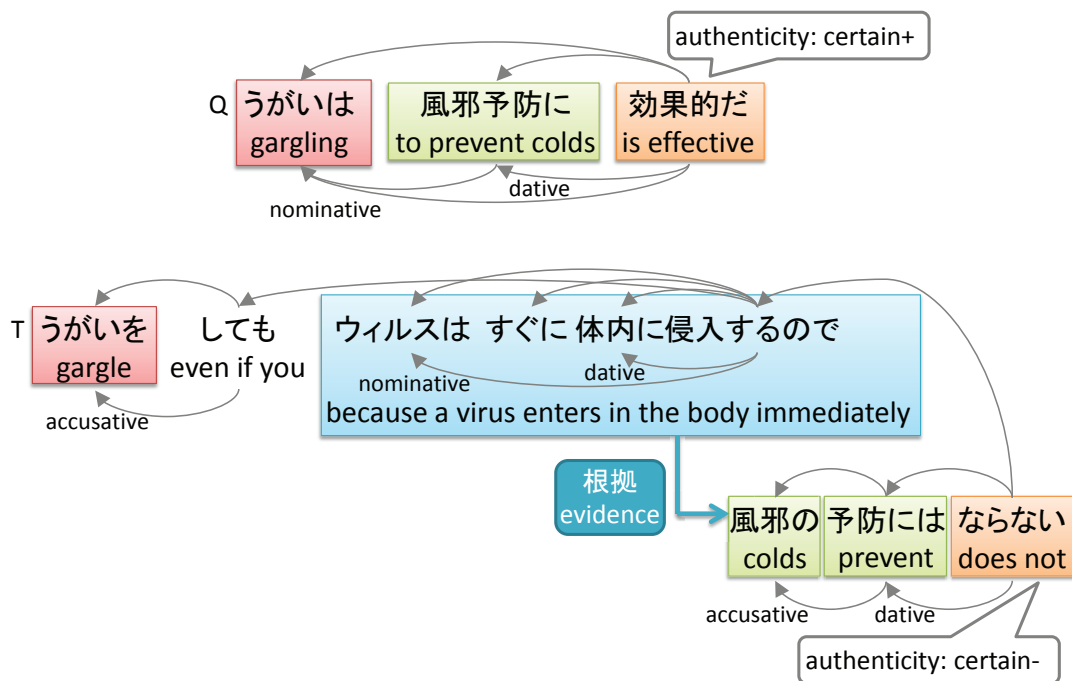 authenticity: certain+
Q
うがいは
gargling
風邪予防に
to prevent colds
効果的だ
is effective
nominative
dative
T
うがいを
gargle
しても
even if you
ウィルスは すぐに 体内に侵入するので
nominative
dative
because a virus enters in the body immediately
accusative
根拠
evidence
風邪の
colds
予防には
prevent
ならない
does not
accusative
dative
authenticity: certain-